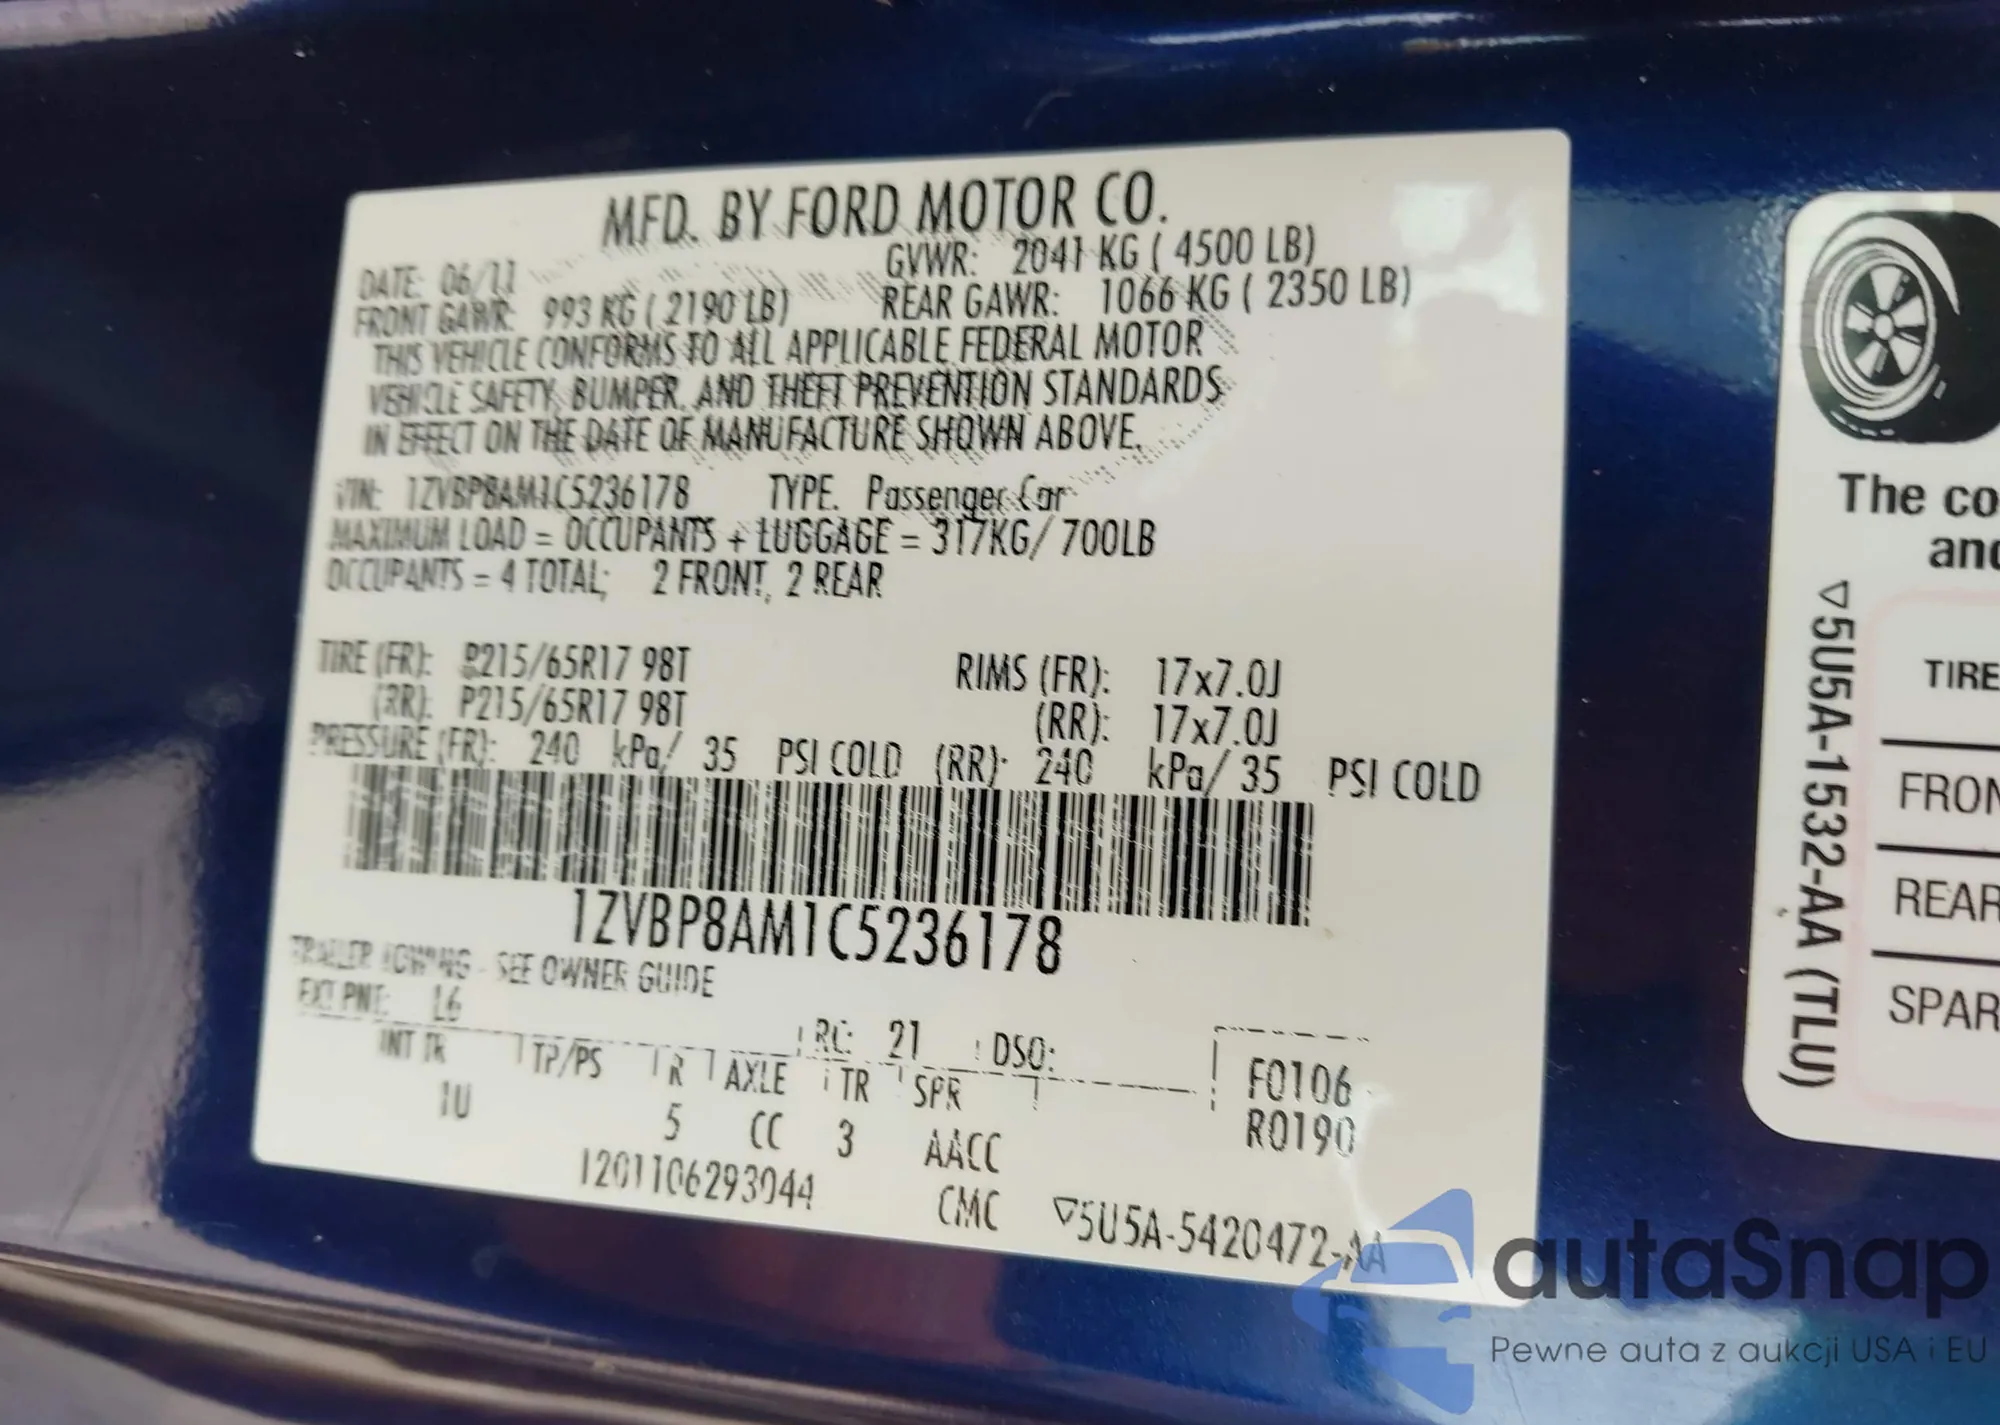 MFD. BY FORD MOTOR CO.
DATE: 06/11 GVWR: 2041 KG ( 4500 LB)
FRONT GAWR: 993 KG ( 2190 LB) REAR GAWR: 1066 KG ( 2350 LB)
THIS VEHICLE CONFORMS TO ALL APPLICABLE FEDERAL MOTOR
VEHICLE SAFETY, BUMPER, AND THEFT PREVENTION STANDARDS
IN EFFECT ON THE DATE OF MANUFACTURE SHOWN ABOVE.
VIN: 1ZVBP8AM1C5236178 TYPE. Passenger Car
MAXIMUM LOAD = OCCUPANTS + LUGGAGE = 317KG/ 700LB
OCCUPANTS = 4 TOTAL; 2 FRONT, 2 REAR
TIRE (FR): P215/65R17 98T RIMS (FR): 17x7.0J
(RR): P215/65R17 98T (RR): 17x7.0J
PRESSURE (FR): 240 kPa/ 35 PSI COLD (RR): 240 kPa/ 35 PSI COLD
1ZVBP8AM1C5236178
TRAILER TOWING - SEE OWNER GUIDE
EXT PNT: L6 RC: 21 DSO:
INT TR TP/PS R AXLE TR SPR F0106
1U 5 CC 3 AACC R0190
1201106293044 CMC ▽5U5A-5420472-AA
The co
and
▽5U5A-1532-AA (TLU)
TIRE
FRON
REAR
SPAR
autaSnap
Pewne auta z aukcji USA i EU